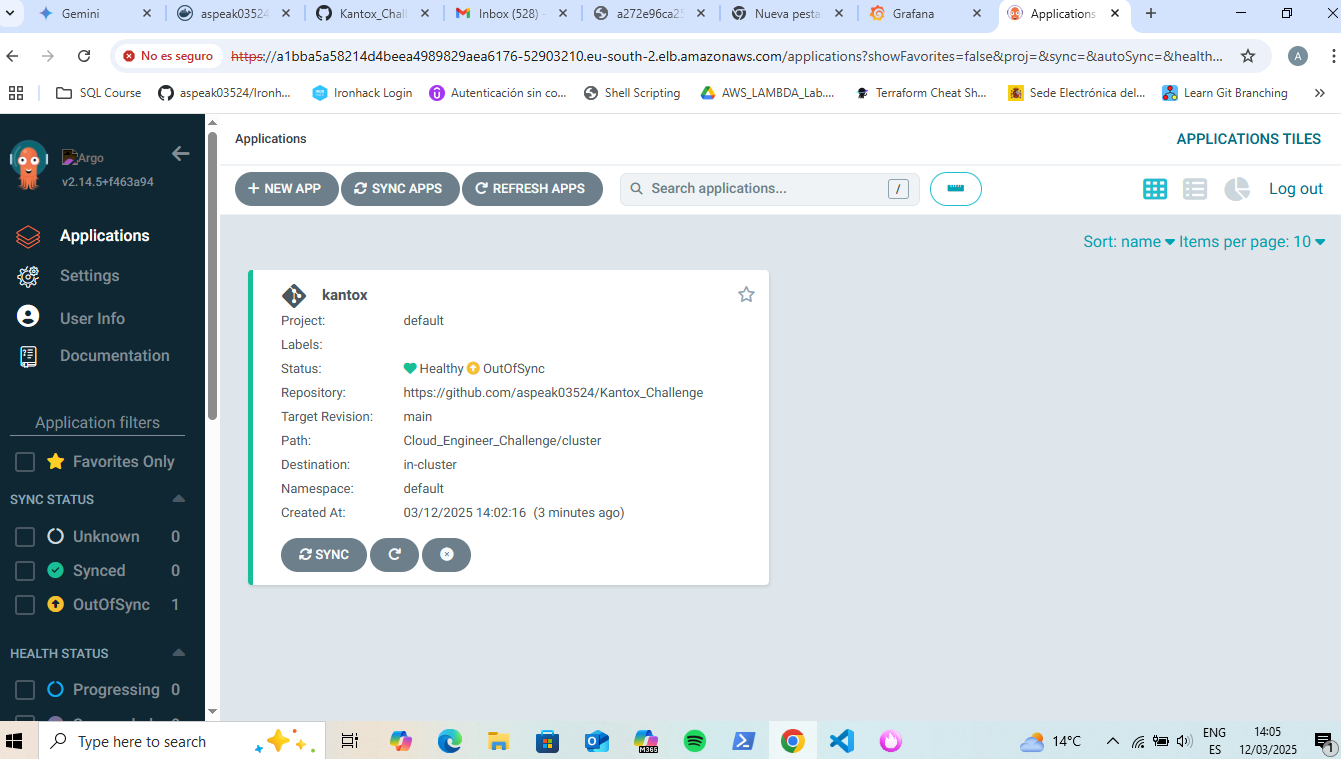 Gemini
aspeak03524
Kantox_Chall
Inbox (528)
a272e96ca25
Nueva pesta
Grafana
Applications
No es seguro
https://a1bba5a58214d4beea4989829aea6176-52903210.eu-south-2.elb.amazonaws.com/applications?showFavorites=false&proj=&sync=&autoSync=&health...
A
SQL Course
aspeak03524/Ironh...
Ironhack Login
Autenticación sin co...
Shell Scripting
AWS_LAMBDA_Lab....
Terraform Cheat Sh...
Sede Electrónica del...
Learn Git Branching
»
Argo
v2.14.5+f463a94
Applications
Settings
User Info
Documentation
Application filters
Favorites Only
SYNC STATUS
Unknown 0
Synced 0
OutOfSync 1
HEALTH STATUS
Progressing 0
Applications
APPLICATIONS TILES
+ NEW APP
SYNC APPS
REFRESH APPS
Search applications...
/
Log out
Sort: name
Items per page: 10
kantox
Project: default
Labels:
Status: Healthy OutOfSync
Repository: https://github.com/aspeak03524/Kantox_Challenge
Target Revision: main
Path: Cloud_Engineer_Challenge/cluster
Destination: in-cluster
Namespace: default
Created At: 03/12/2025 14:02:16 (3 minutes ago)
SYNC
Type here to search
M365
14°C
ENG
ES
14:05
12/03/2025
1